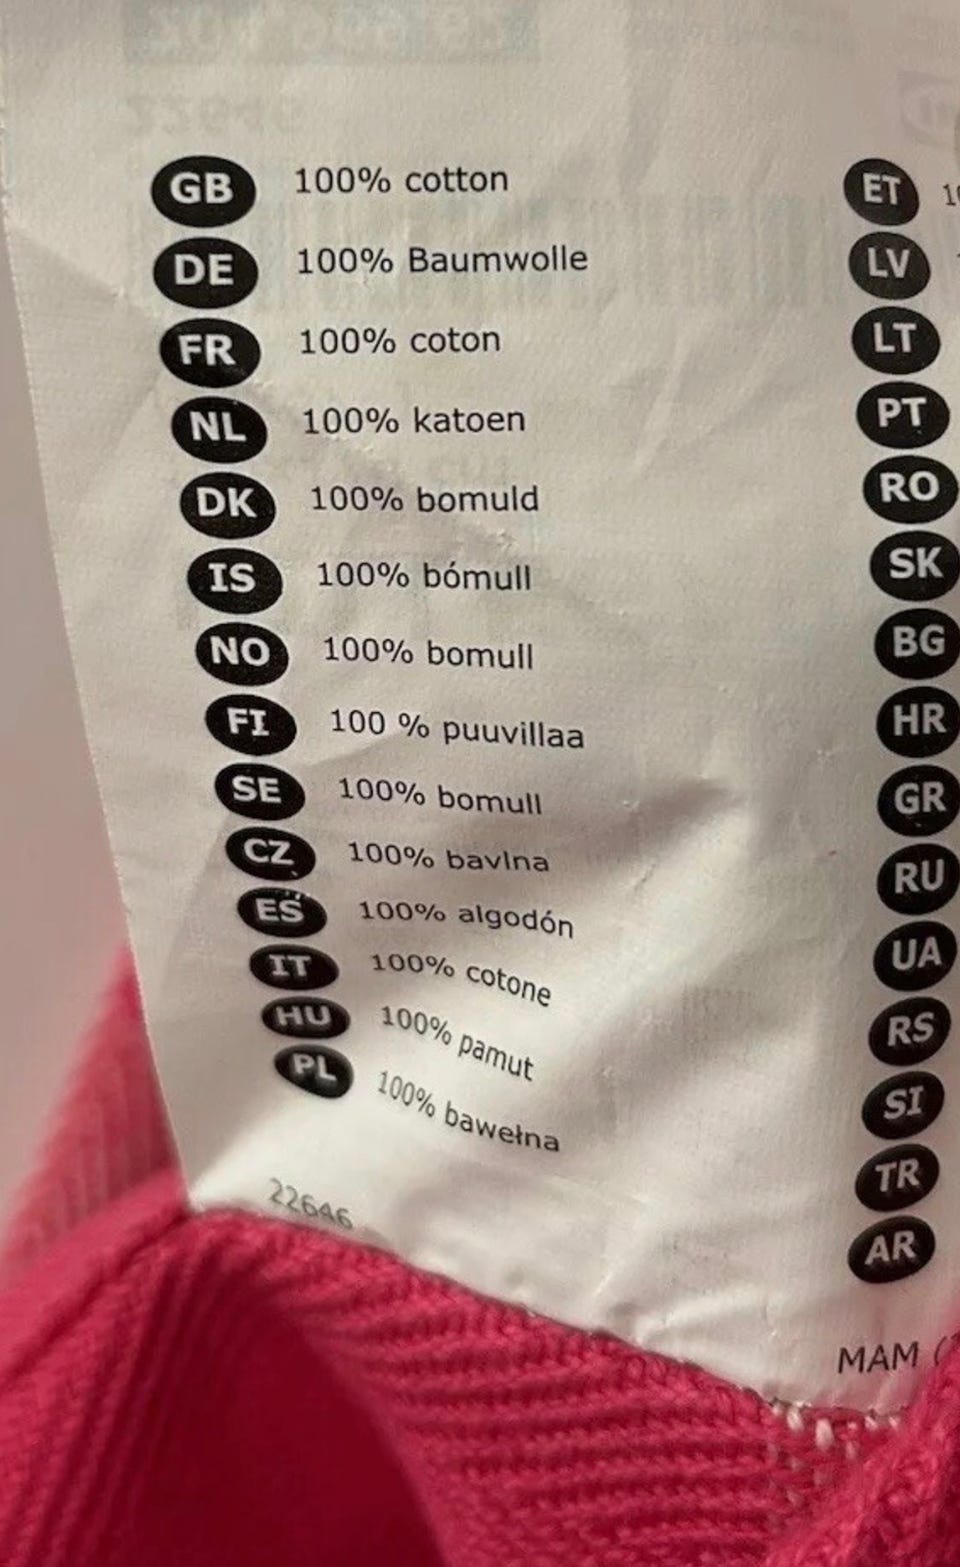 GB 100% cotton
DE 100% Baumwolle
FR 100% coton
NL 100% katoen
DK 100% bomuld
IS 100% bómull
NO 100% bomull
FI 100 % puuvillaa
SE 100% bomull
CZ 100% bavlna
ES 100% algodón
IT 100% cotone
HU 100% pamut
PL 100% bawełna
22646
ET
LV
LT
PT
RO
SK
BG
HR
GR
RU
UA
RS
SI
TR
AR
MAM (